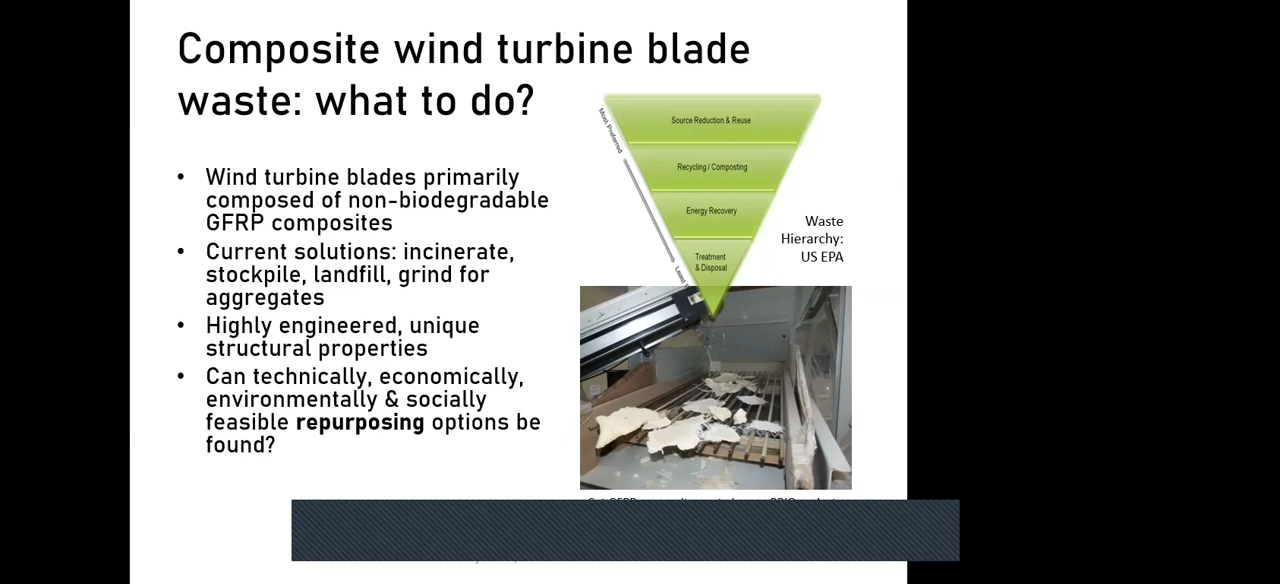 Composite wind turbine blade
waste: what to do?
• Wind turbine blades primarily
composed of non-biodegradable
GFRP composites
• Current solutions: incinerate,
stockpile, landfill, grind for
aggregates
• Highly engineered, unique
structural properties
• Can technically, economically,
environmentally & socially
feasible repurposing options be
found?
Most Preferred
Source Reduction & Reuse
Recycling / Composting
Energy Recovery
Treatment
& Disposal
Least
Waste
Hierarchy:
US EPA